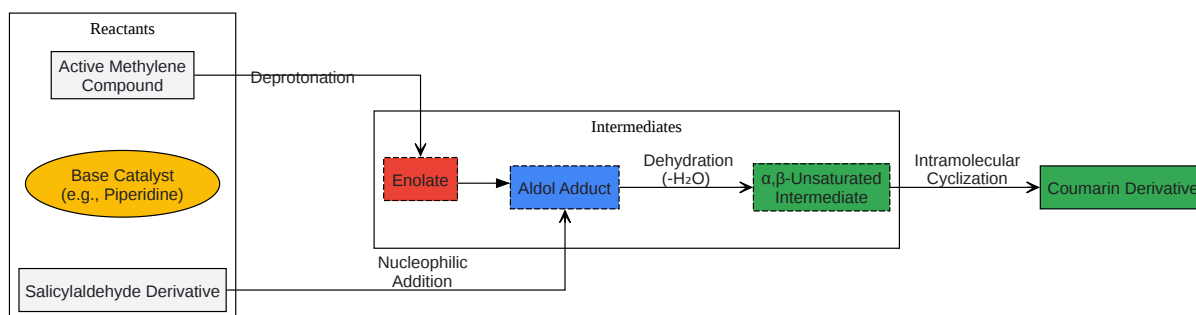 Reactants
Active Methylene
Compound
Deprotonation
Base Catalyst
(e.g., Piperidine)
Salicylaldehyde Derivative
Nucleophilic
Addition
Intermediates
Enolate
Aldol Adduct
Dehydration
(-H₂O)
α,β-Unsaturated
Intermediate
Intramolecular
Cyclization
Coumarin Derivative